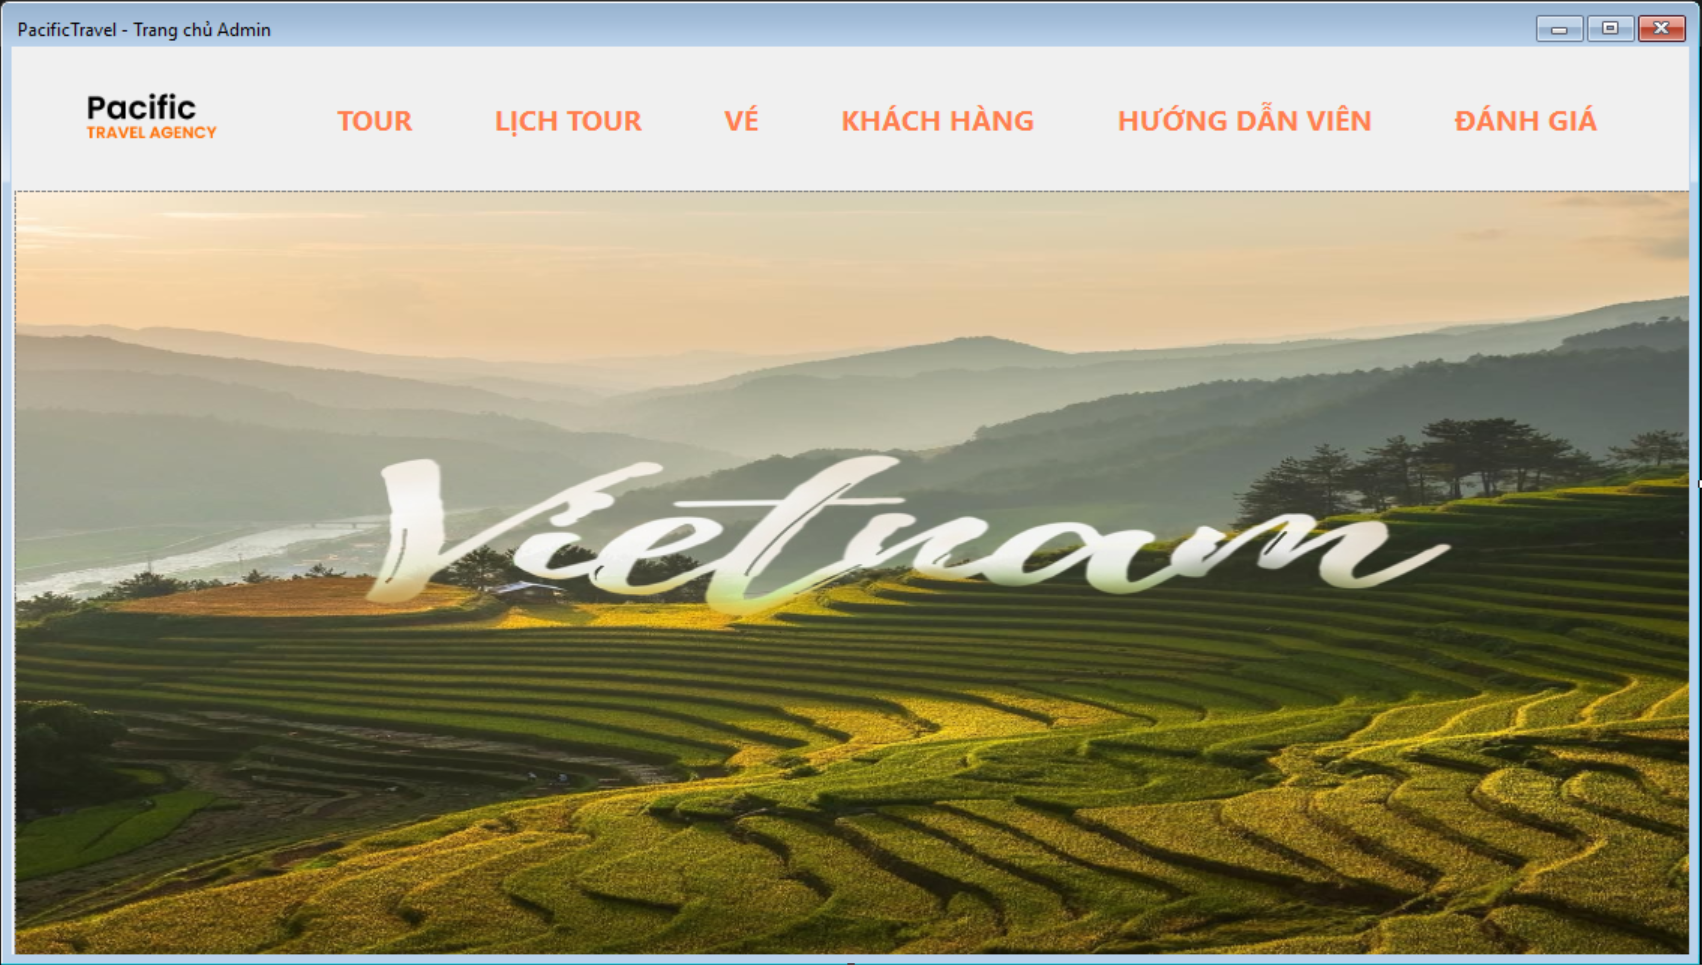 PacificTravel - Trang chủ Admin
Pacific
TRAVEL AGENCY
TOUR
LỊCH TOUR
VÉ
KHÁCH HÀNG
HƯỚNG DẪN VIÊN
ĐÁNH GIÁ
Vietnam